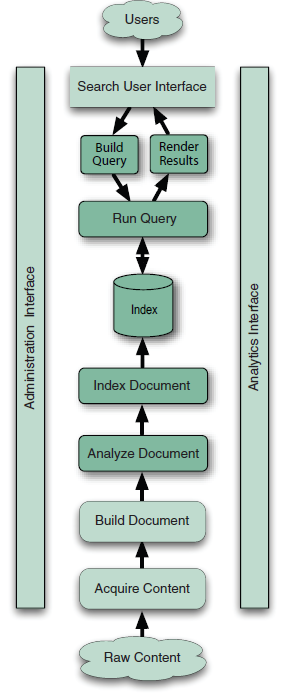 Users
Search User Interface
Build
Query
Render
Results
Run Query
Index
Index Document
Analyze Document
Build Document
Acquire Content
Raw Content
Administration Interface
Analytics Interface